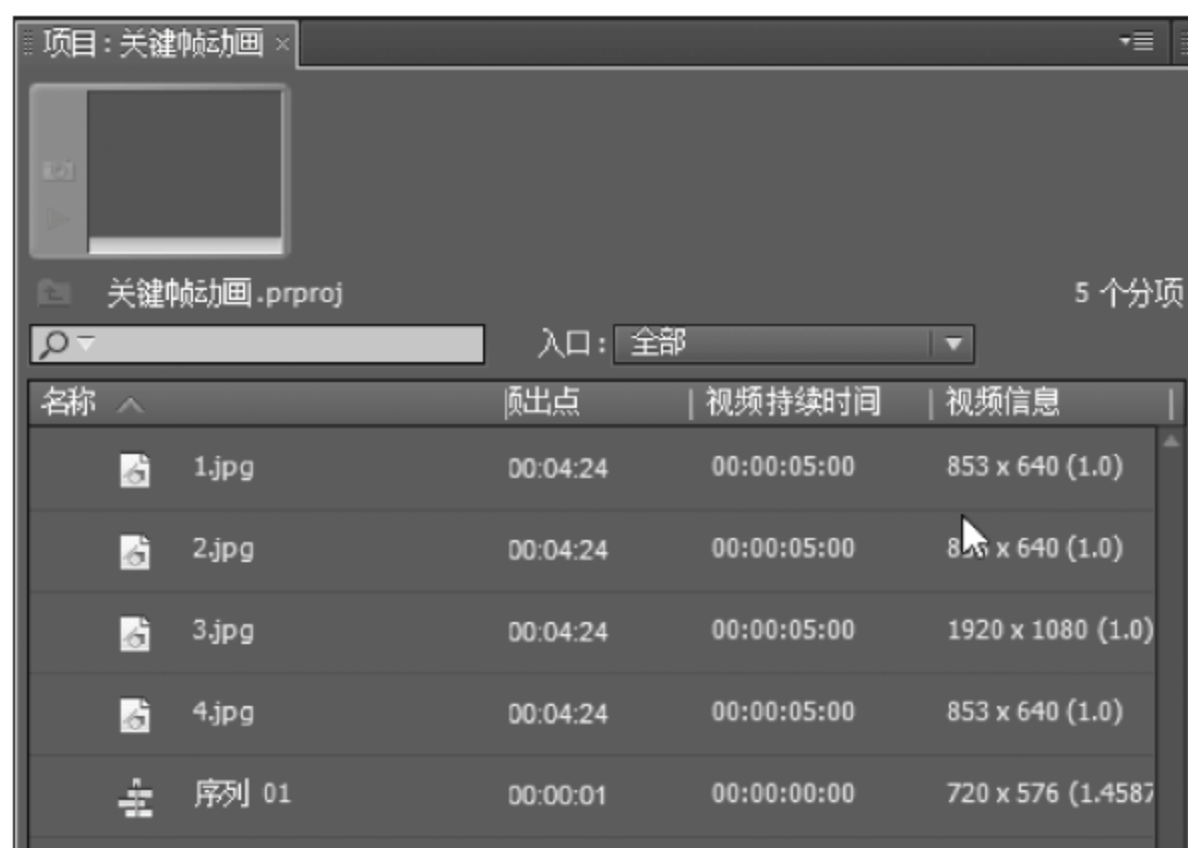 项目:关键帧动画 ×
关键帧动画.prproj 5 个分项
入口: 全部
名称 出点 视频持续时间 视频信息
1.jpg 00:04:24 00:00:05:00 853 x 640 (1.0)
2.jpg 00:04:24 00:00:05:00 x 640 (1.0)
3.jpg 00:04:24 00:00:05:00 1920 x 1080 (1.0)
4.jpg 00:04:24 00:00:05:00 853 x 640 (1.0)
序列 01 00:00:01 00:00:00:00 720 x 576 (1.4587